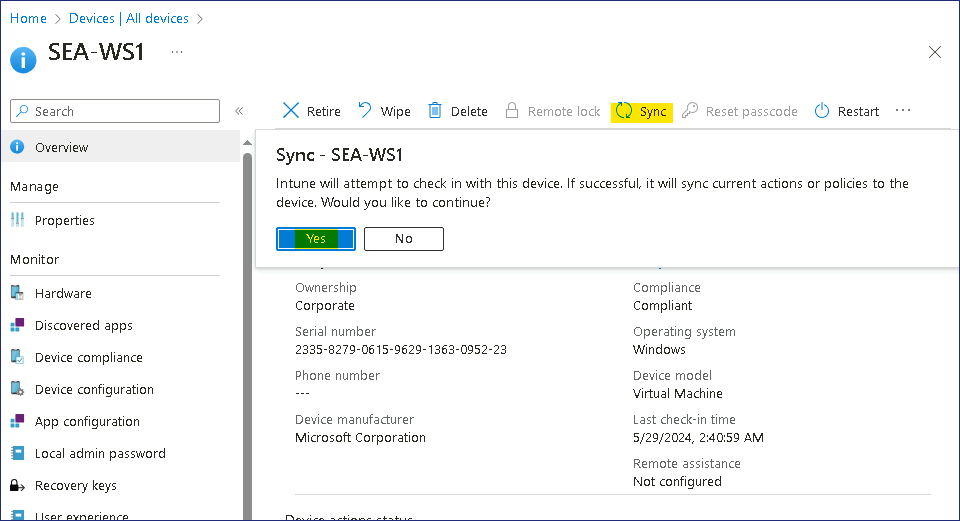 Home > Devices | All devices >
SEA-WS1 ...
Search «
Retire Wipe Delete Remote lock Sync Reset passcode Restart ...
Overview
Manage
Properties
Monitor
Hardware
Discovered apps
Device compliance
Device configuration
App configuration
Local admin password
Recovery keys
User experience
Sync - SEA-WS1
Intune will attempt to check in with this device. If successful, it will sync current actions or policies to the
device. Would you like to continue?
Yes No
Ownership
Corporate
Serial number
2335-8279-0615-9629-1363-0952-23
Phone number
---
Device manufacturer
Microsoft Corporation
Compliance
Compliant
Operating system
Windows
Device model
Virtual Machine
Last check-in time
5/29/2024, 2:40:59 AM
Remote assistance
Not configured
Device actions status